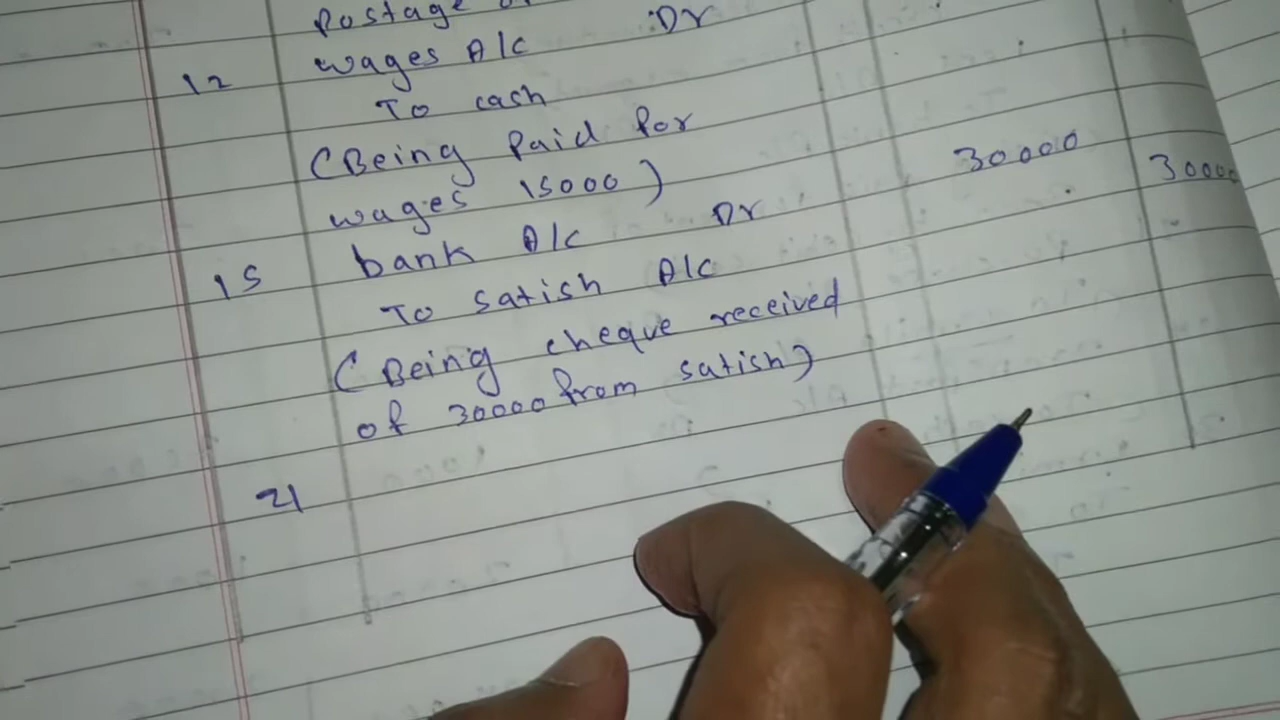 Postage
wages A/c Dr
12
To cash
(Being Paid for
wages 15000)
30000 3000
15 bank A/c Dr
To Satish A/c
(Being cheque received
of 30000 from satish)
21